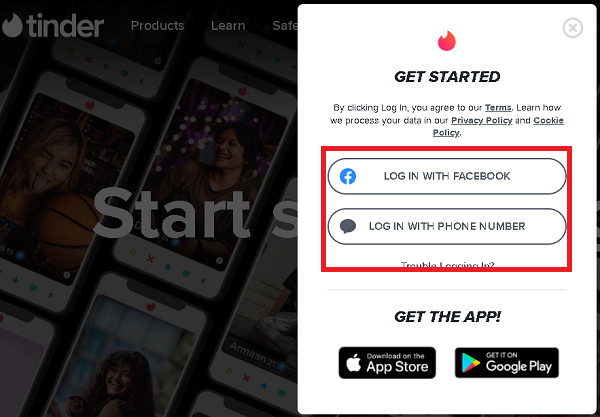 tinder
Products
Learn
Safe
GET STARTED
By clicking Log In, you agree to our Terms. Learn how
we process your data in our Privacy Policy and Cookie
Policy.
LOG IN WITH FACEBOOK
LOG IN WITH PHONE NUMBER
Trouble Logging In?
Start s
Armaan 21
GET THE APP!
Download on the
App Store
GET IT ON
Google Play